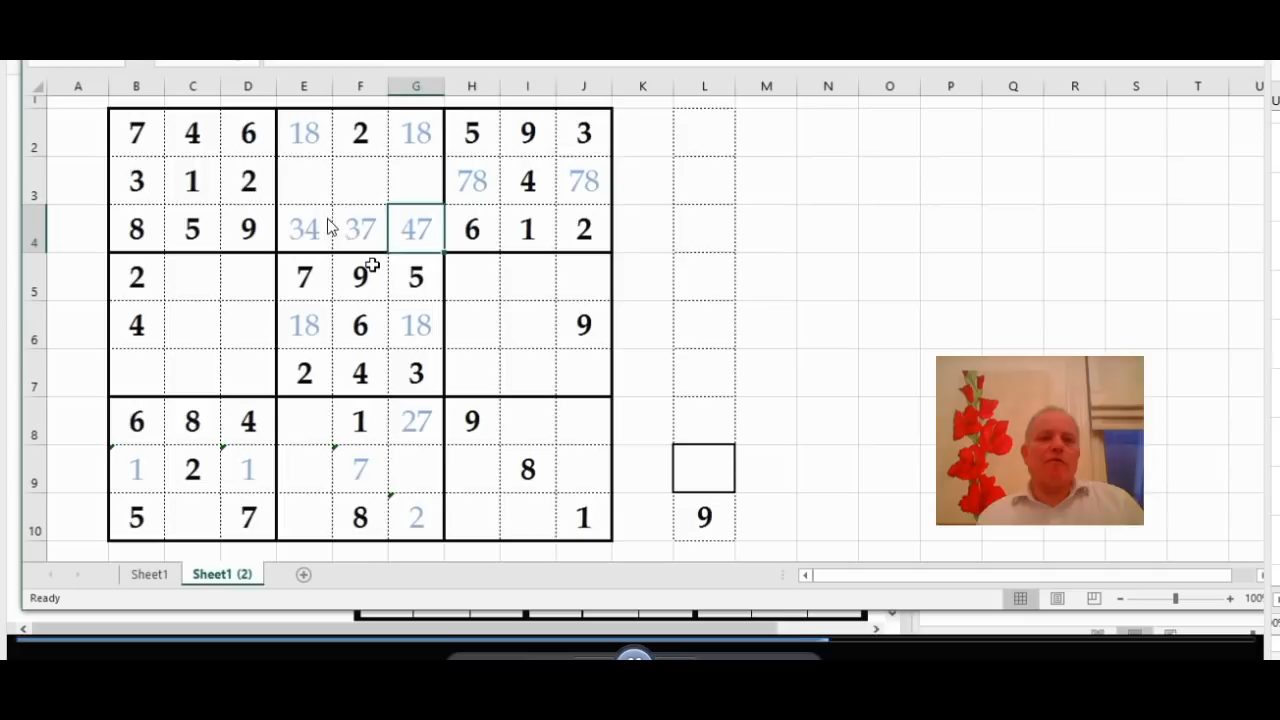 A B C D E F G H I J K L M N O P Q R S T U
1
2 7 4 6 18 2 18 5 9 3
3 3 1 2 78 4 78
4 8 5 9 34 37 47 6 1 2
5 2 7 9 5
6 4 18 6 18 9
7 2 4 3
8 6 8 4 1 27 9
9 1 2 1 7 8
10 5 7 8 2 1 9
Sheet1 Sheet1 (2)
Ready 100%